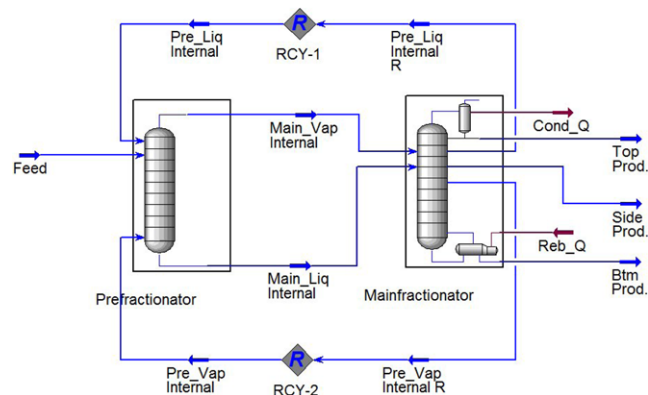 R
R
Pre_Liq
Internal
RCY-1
Pre_Liq
Internal
R
Main_Vap
Internal
Cond_Q
Feed
Top
Prod.
Side
Prod.
Reb_Q
Main_Liq
Internal
Btm
Prod.
Prefractionator
Mainfractionator
Pre_Vap
Internal
RCY-2
Pre_Vap
Internal R